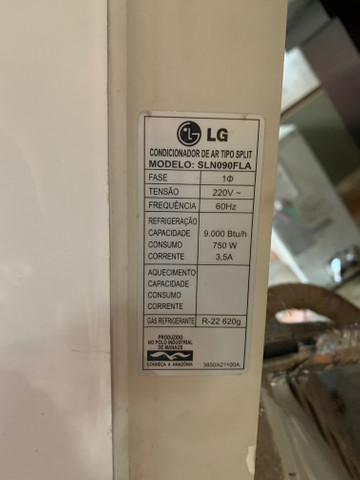 LG
CONDICIONADOR DE AR TIPO SPLIT
MODELO: SLN090FLA
FASE 1Φ
TENSÃO 220V ~
FREQUÊNCIA 60Hz
REFRIGERAÇÃO
CAPACIDADE 9.000 Btu/h
CONSUMO 750 W
CORRENTE 3,5A
AQUECIMENTO
CAPACIDADE
CONSUMO
CORRENTE
GÁS REFRIGERANTE R-22 620g
PRODUZIDO
NO PÓLO INDUSTRIAL
DE MANAUS
CONHEÇA A AMAZÔNIA
3850A21100A